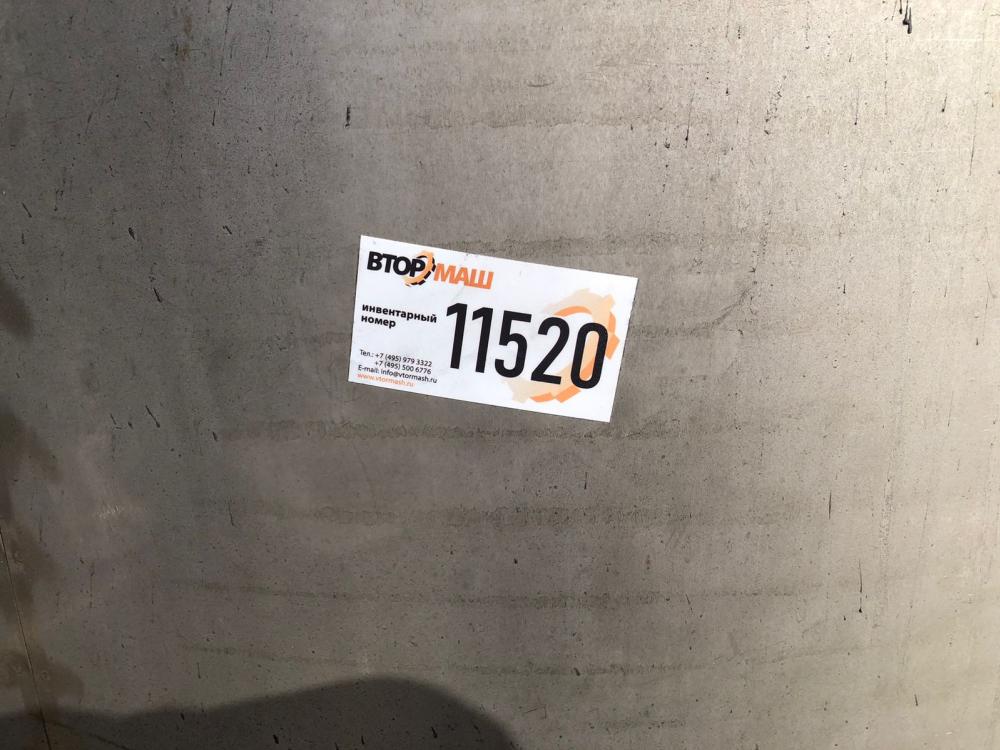 ВТОРМАШ
инвентарный
номер
11520
Тел.: +7 (495) 979 3322
+7 (495) 500 6776
E-mail: info@vtormash.ru
www.vtormash.ru